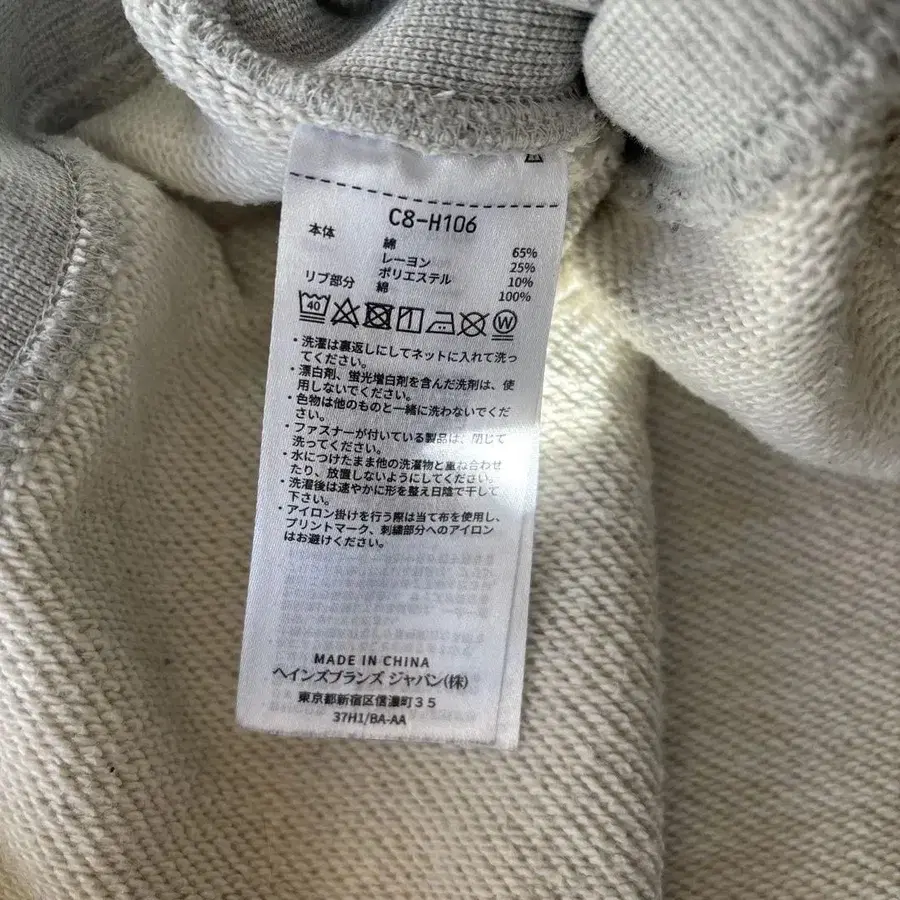 C8-H106
本体 綿 65%
レーヨン 25%
ポリエステル 10%
リブ部分 綿 100%
40 W
・洗濯は裏返しにしてネットに入れて洗っ
てください。
・漂白剤、蛍光増白剤を含んだ洗剤は、使
用しないでください。
・色物は他のものと一緒に洗わないでくだ
さい。
・ファスナーが付いている製品は、閉じて
洗ってください。
・水につけたまま他の洗濯物と重ね合わせ
たり、放置しないようにしてください。
・洗濯後は速やかに形を整え日陰で干して
下さい。
・アイロン掛けを行う際は当て布を使用し、
プリントマーク、刺繍部分へのアイロン
はお避けください。
MADE IN CHINA
ヘインズブランズ ジャパン(株)
東京都新宿区信濃町35
37H1/BA-AA